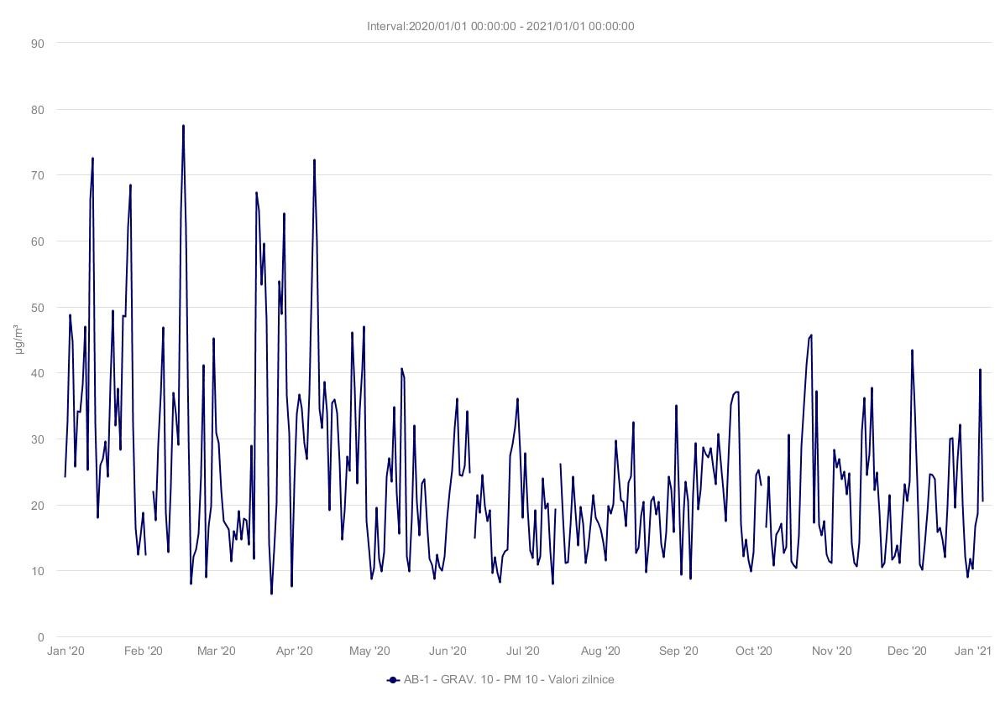 Interval:2020/01/01 00:00:00 - 2021/01/01 00:00:00
90
80
70
60
50
40
30
20
10
0
µg/m³
Jan '20 Feb '20 Mar '20 Apr '20 May '20 Jun '20 Jul '20 Aug '20 Sep '20 Oct '20 Nov '20 Dec '20 Jan '21
AB-1 - GRAV. 10 - PM 10 - Valori zilnice